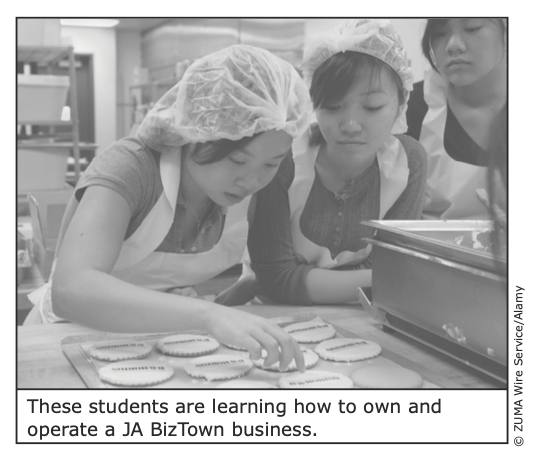 These students are learning how to own and
operate a JA BizTown business.
© ZUMA Wire Service/Alamy